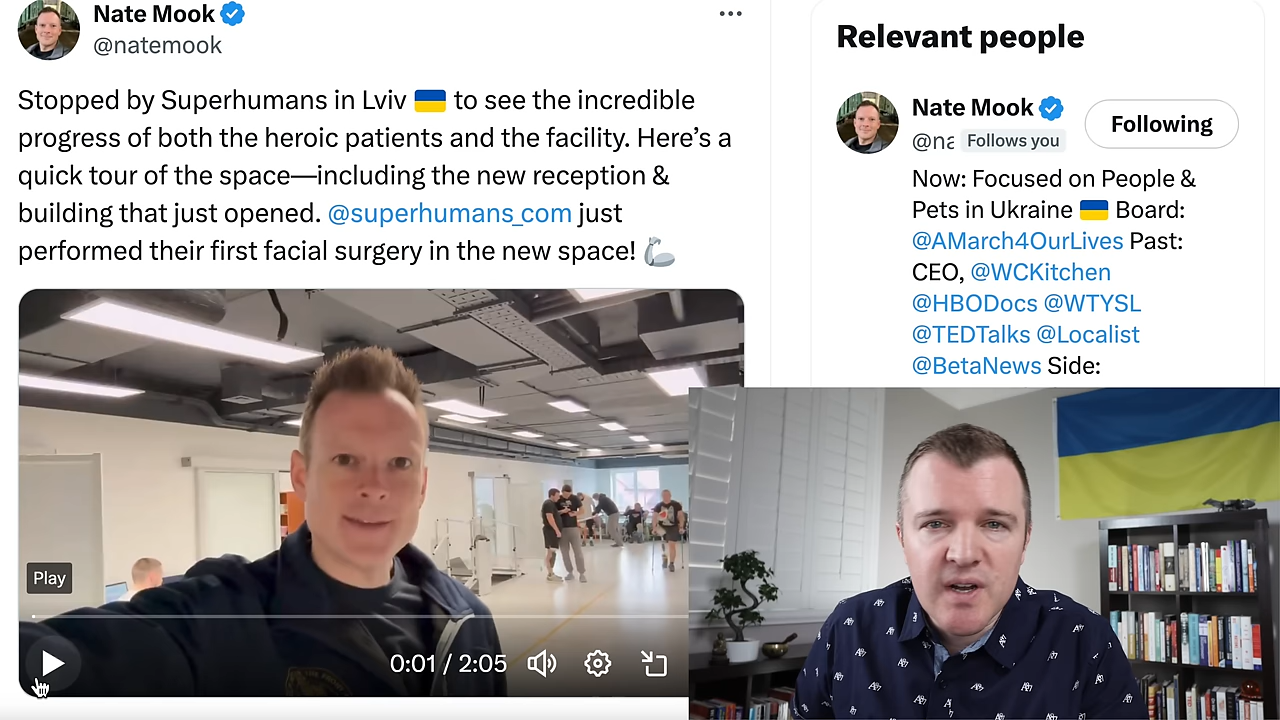 Nate Mook
@natemook
Stopped by Superhumans in Lviv 🇺🇦 to see the incredible
progress of both the heroic patients and the facility. Here’s a
quick tour of the space—including the new reception &
building that just opened. @superhumans_com just
performed their first facial surgery in the new space! 🦾
Play
0:01 / 2:05
Relevant people
Nate Mook
@na Follows you
Following
Now: Focused on People &
Pets in Ukraine 🇺🇦 Board:
@AMarch4OurLives Past:
CEO, @WCKitchen
@HBODocs @WTYSL
@TEDTalks @Localist
@BetaNews Side: